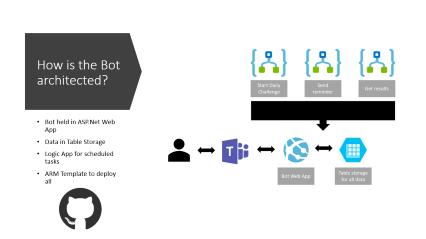 How is the Bot
architected?
Bot held in ASP.Net Web
App
Data in Table Storage
Logic App for scheduled
tasks
ARM Template to deploy
all
Start Daily
Challenge
Send
reminder
Get results
Bot Web App
Table storage
for all data